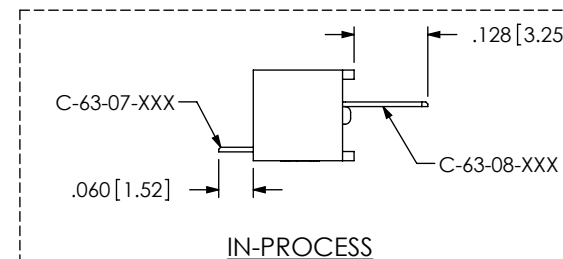 .128[3.25
C-63-07-XXX
C-63-08-XXX
.060[1.52]
IN-PROCESS